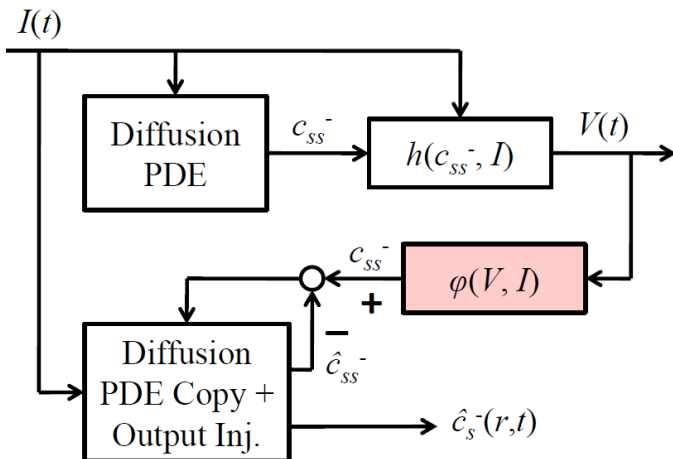 I(t)
Diffusion
PDE
c_ss^-
h(c_ss^-, I)
V(t)
c_ss^-
+
φ(V, I)
−
ĉ_ss^-
Diffusion
PDE Copy +
Output Inj.
ĉ_s^-(r,t)